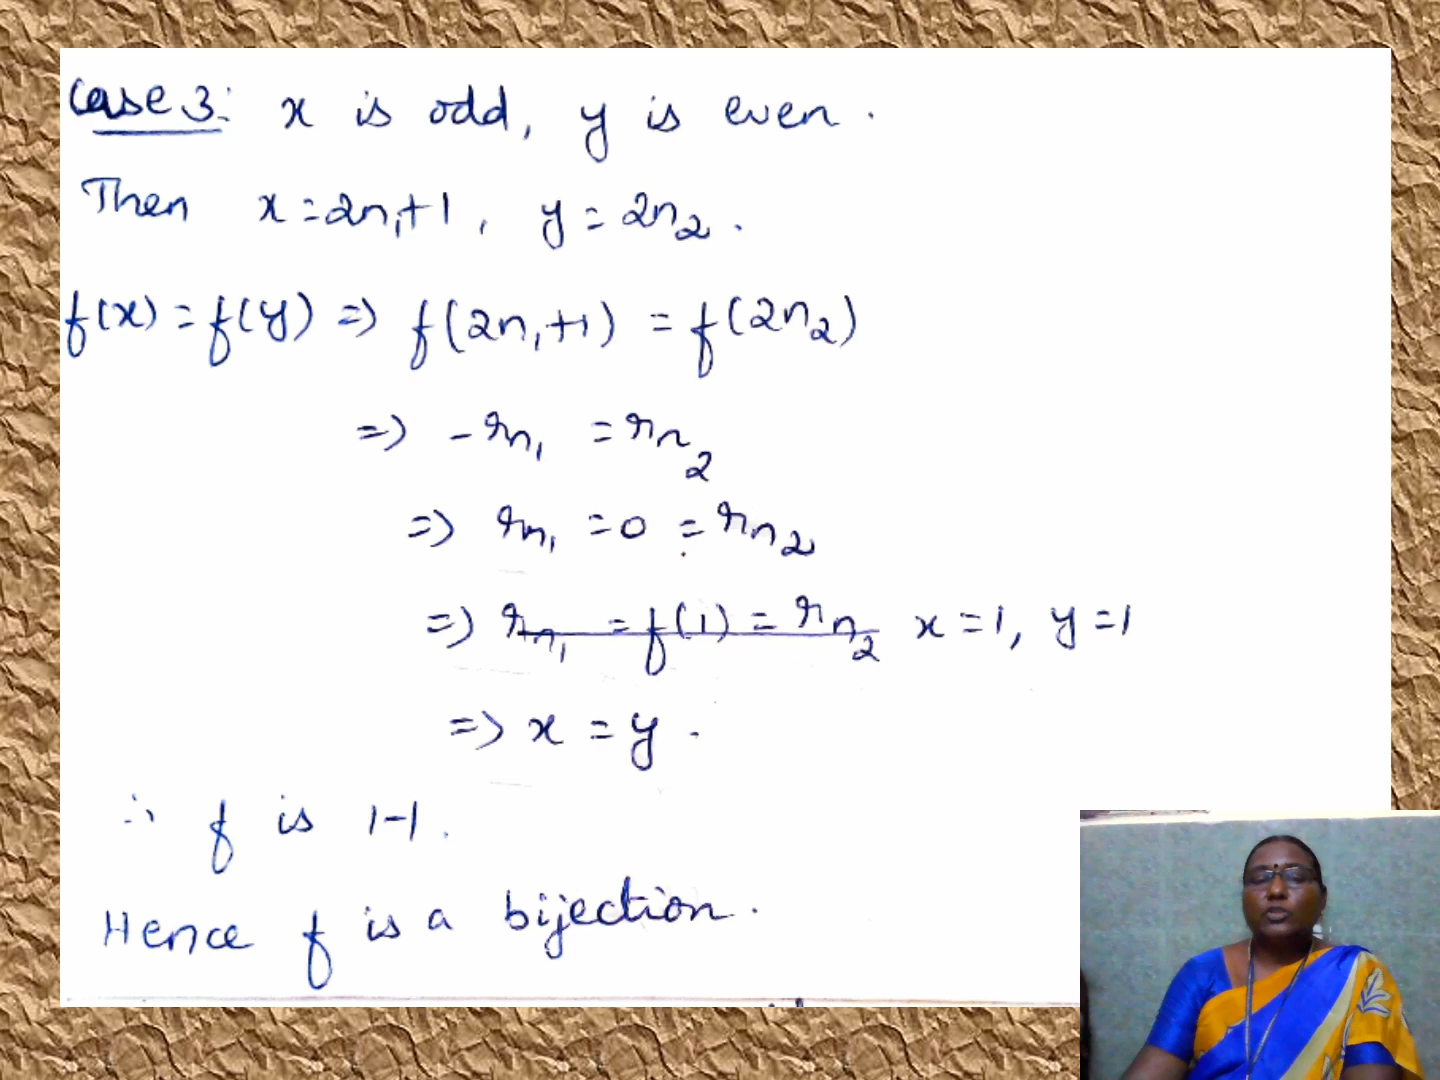 Case 3: x is odd, y is even.
Then x = 2n₁+1, y = 2n₂.
f(x) = f(y) => f(2n₁+1) = f(2n₂)
=> -rn₁ = rn₂
=> rn₁ = 0 = rn₂
=> rn₁ = f(1) = rn₂ x = 1, y = 1
=> x = y.
∴ f is 1-1.
Hence f is a bijection.